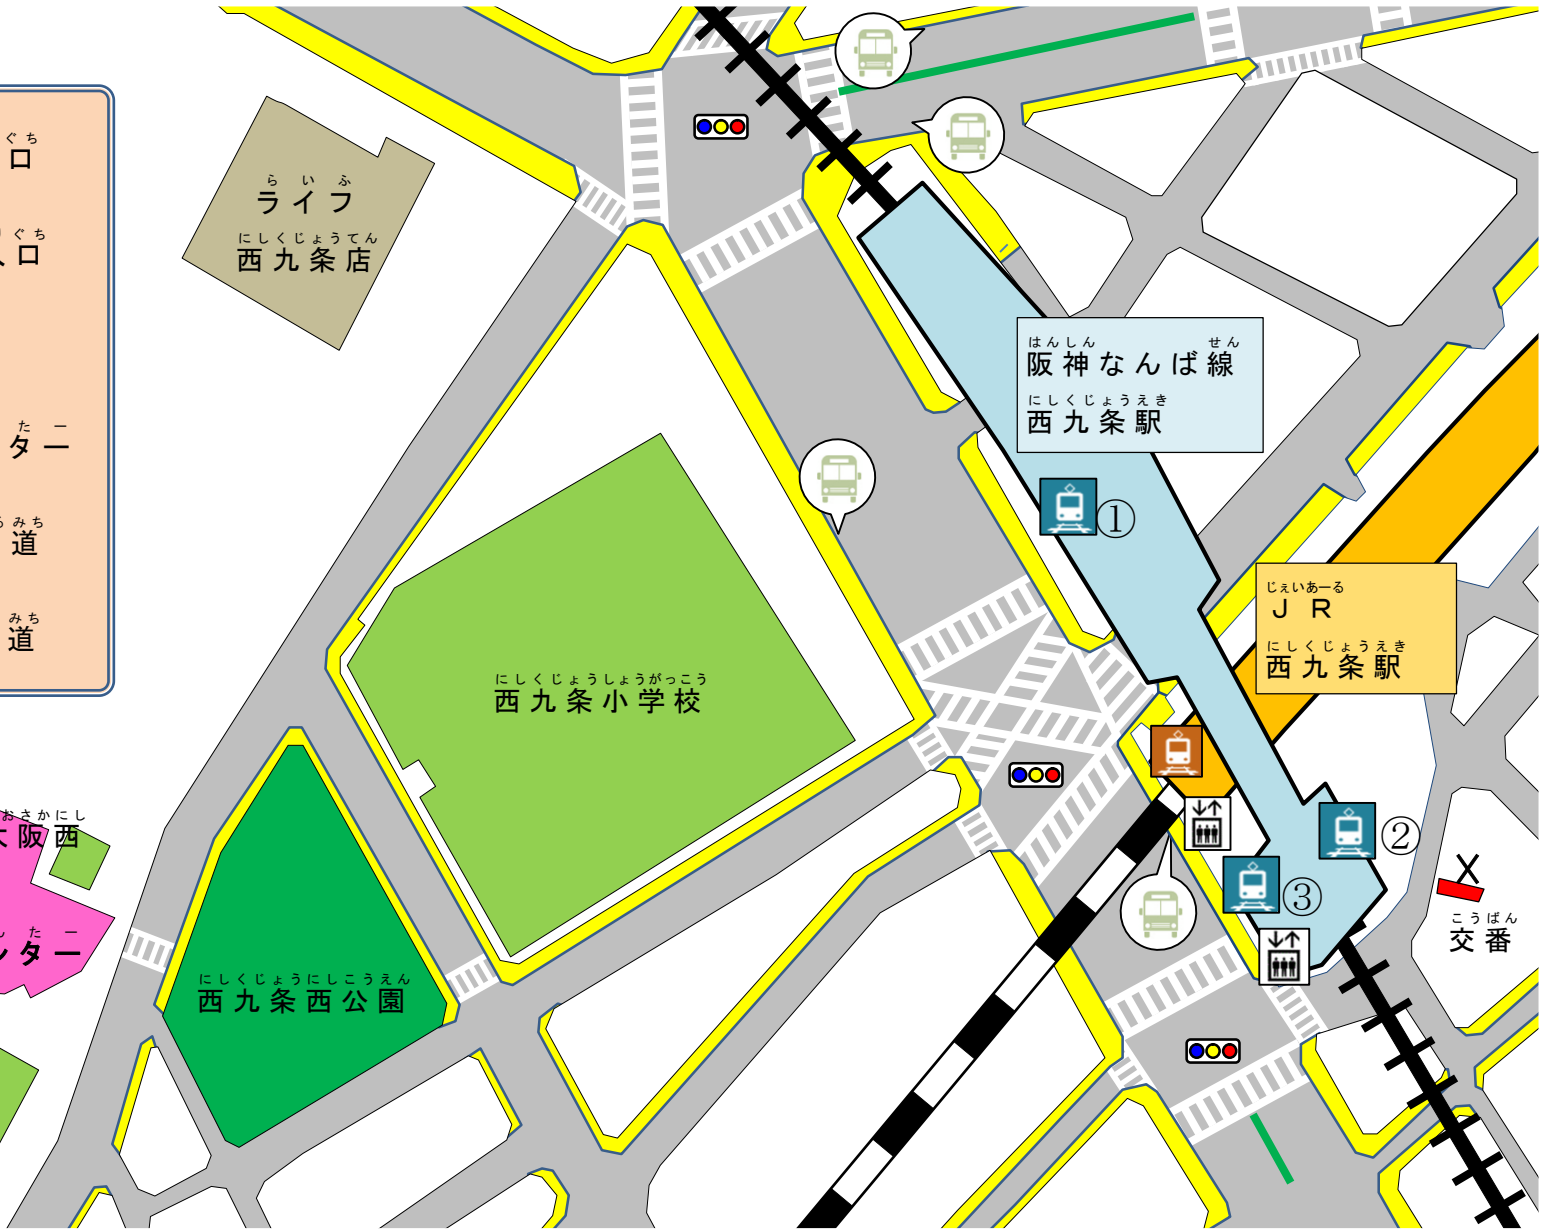 ぐち
口
ぐち
入口
たー
ター
みち
道
みち
道
らいふ
ライフ
にしくじょうてん
西九条店
はんしん せん
阪神なんば線
にしくじょうえき
西九条駅
①
じぇいあーる
ＪＲ
にしくじょうえき
西九条駅
にしくじょうしょうがっこう
西九条小学校
②
③
こうばん
交番
おおさかにし
大阪西
ンター
にしくじょうにしこうえん
西九条西公園